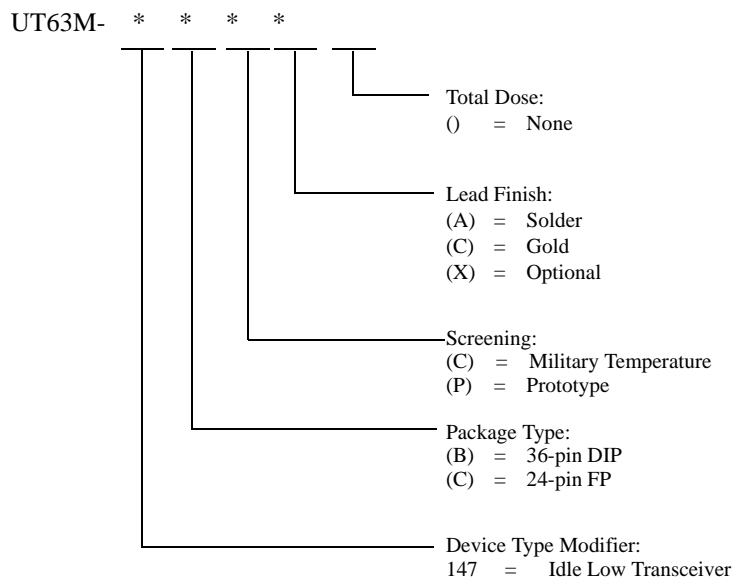 UT63M- * * * *
Total Dose:
() = None
Lead Finish:
(A) = Solder
(C) = Gold
(X) = Optional
Screening:
(C) = Military Temperature
(P) = Prototype
Package Type:
(B) = 36-pin DIP
(C) = 24-pin FP
Device Type Modifier:
147 = Idle Low Transceiver